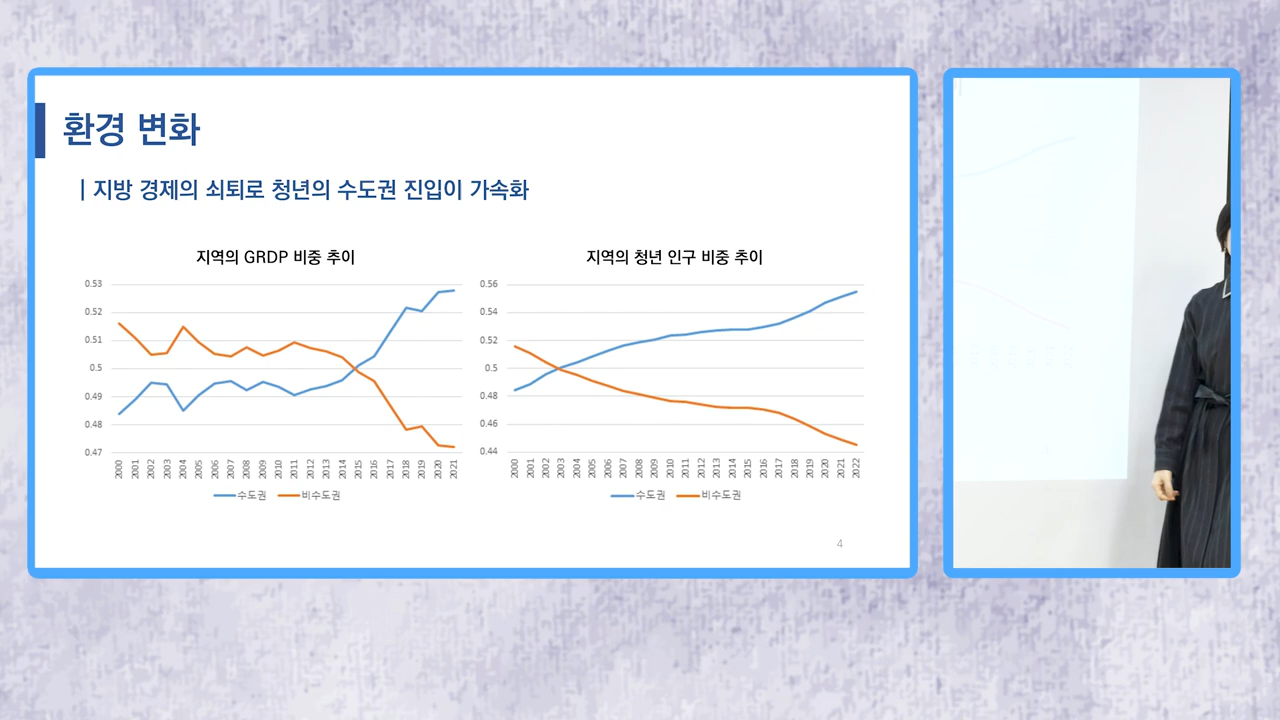 환경 변화
| 지방 경제의 쇠퇴로 청년의 수도권 진입이 가속화
지역의 GRDP 비중 추이
0.53
0.52
0.51
0.5
0.49
0.48
0.47
2000 2001 2002 2003 2004 2005 2006 2007 2008 2009 2010 2011 2012 2013 2014 2015 2016 2017 2018 2019 2020 2021
수도권 비수도권
지역의 청년 인구 비중 추이
0.56
0.54
0.52
0.5
0.48
0.46
0.44
2000 2001 2002 2003 2004 2005 2006 2007 2008 2009 2010 2011 2012 2013 2014 2015 2016 2017 2018 2019 2020 2021 2022
수도권 비수도권
4